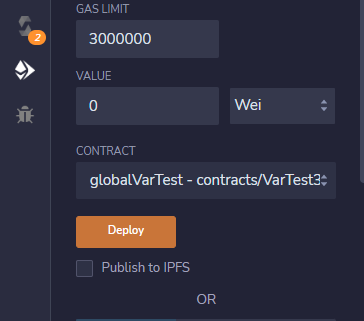 GAS LIMIT
3000000
VALUE
0
Wei
CONTRACT
globalVarTest - contracts/VarTest3
Deploy
Publish to IPFS
OR
2